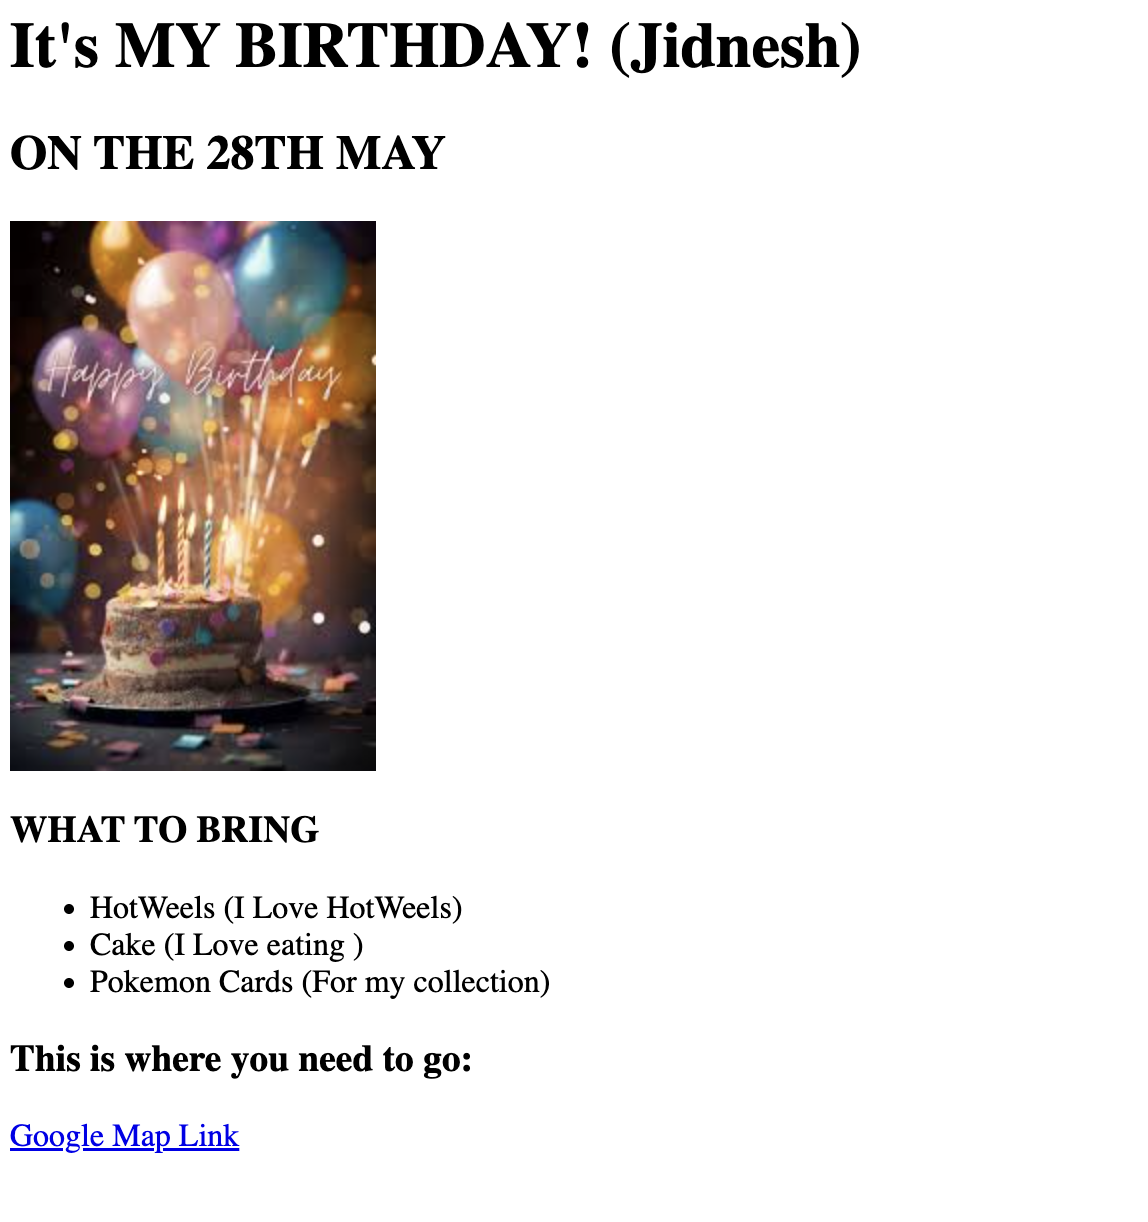 It's MY BIRTHDAY! (Jidnesh)
ON THE 28TH MAY
Happy Birthday
WHAT TO BRING
• HotWeels (I Love HotWeels)
• Cake (I Love eating )
• Pokemon Cards (For my collection)
This is where you need to go:
Google Map Link